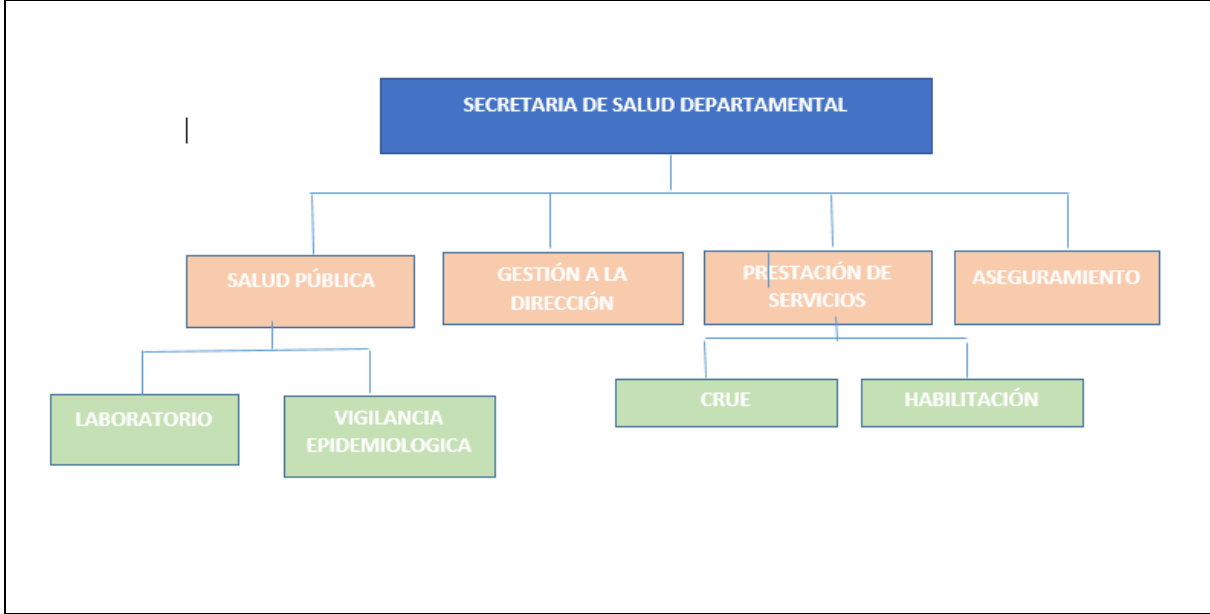 SECRETARIA DE SALUD DEPARTAMENTAL
SALUD PÚBLICA
GESTIÓN A LA
DIRECCIÓN
PRESTACIÓN DE
SERVICIOS
ASEGURAMIENTO
LABORATORIO
VIGILANCIA
EPIDEMIOLOGICA
CRUE
HABILITACIÓN